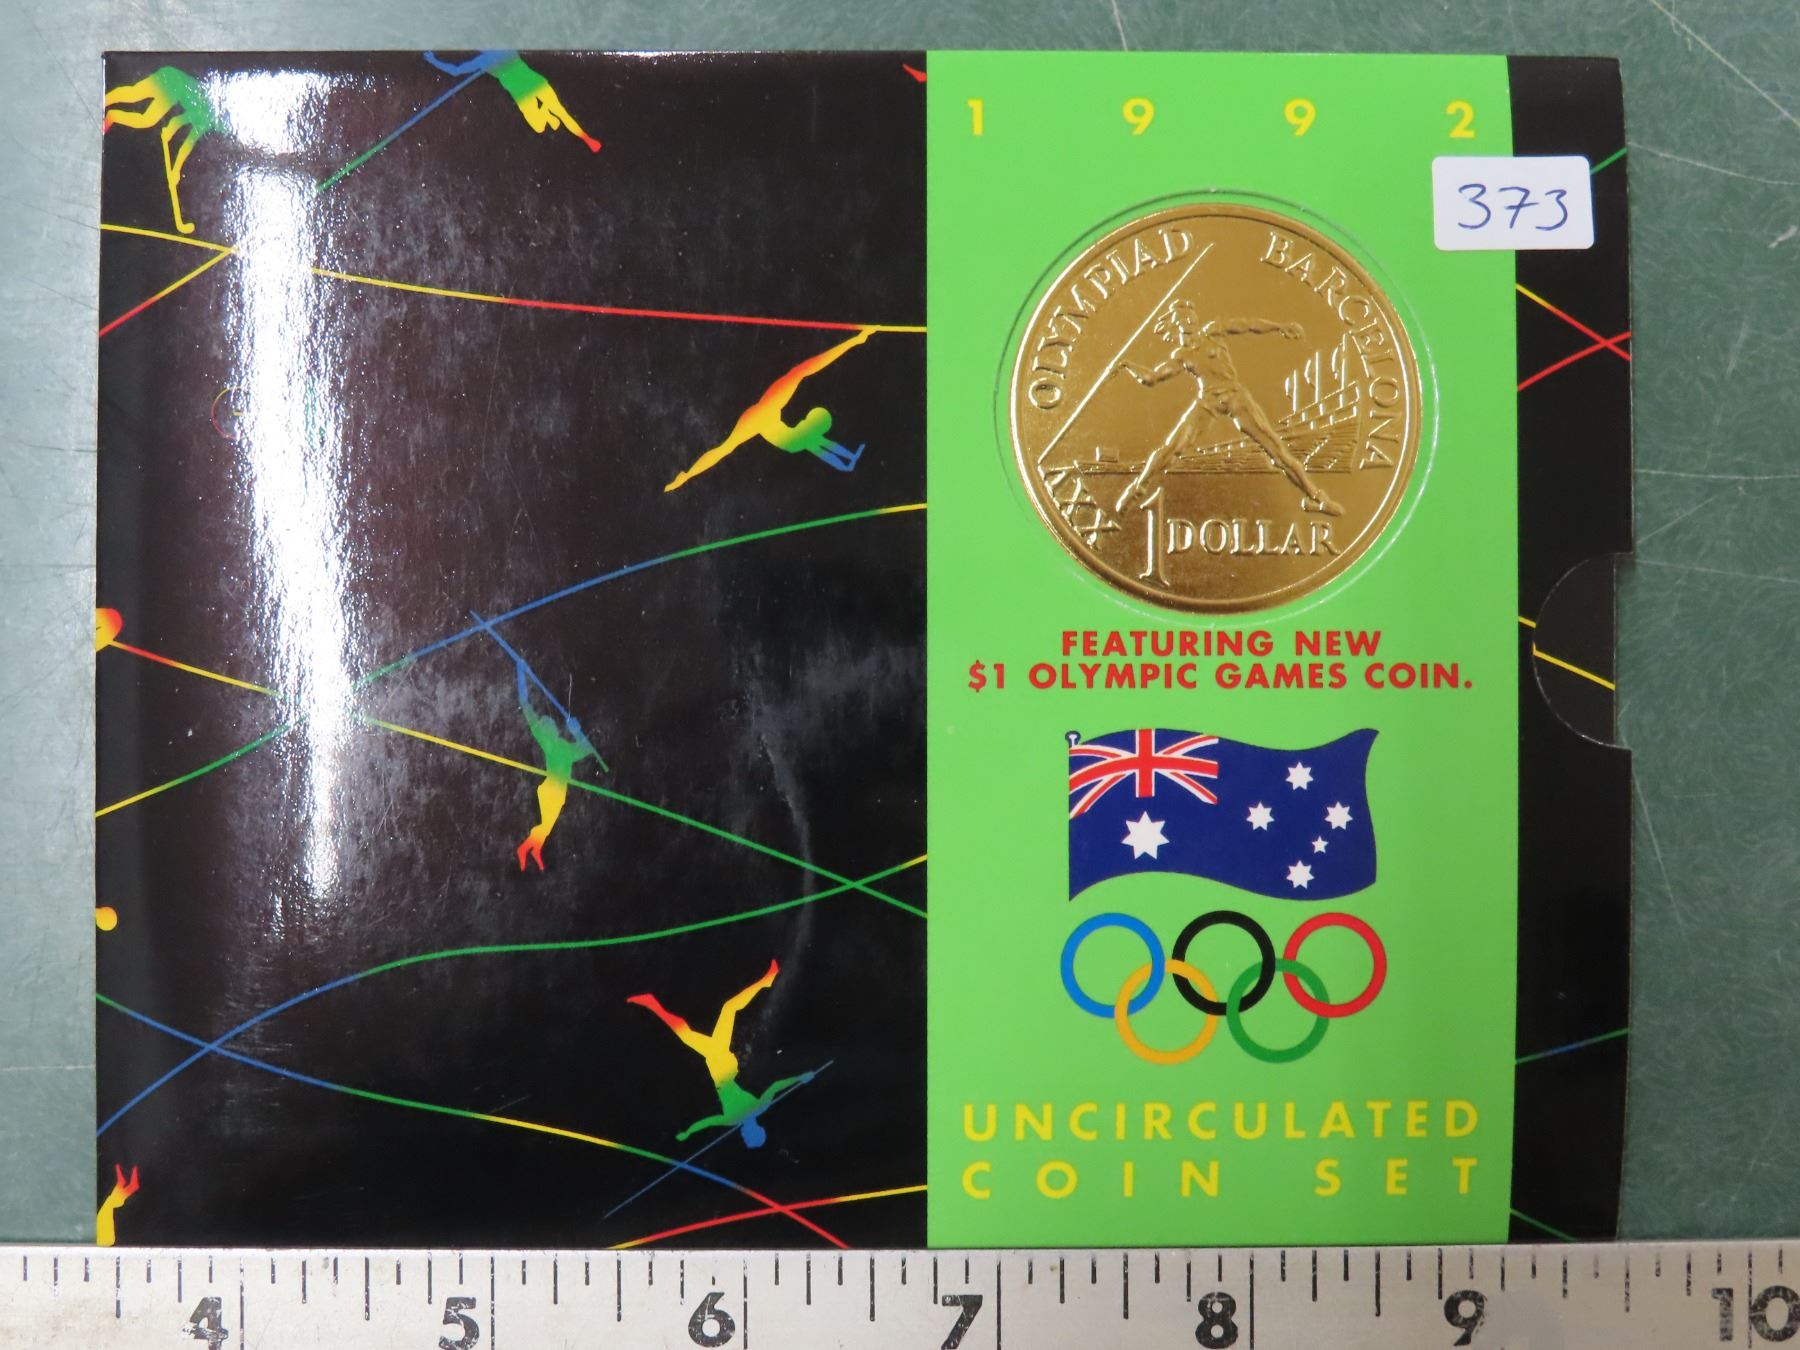 1 9 9 2
373
OLYMPIAD BARCELONA
XXV
1 DOLLAR
FEATURING NEW
$1 OLYMPIC GAMES COIN.
UNCIRCULATED
COIN SET
4 5 6 7 8 9 10